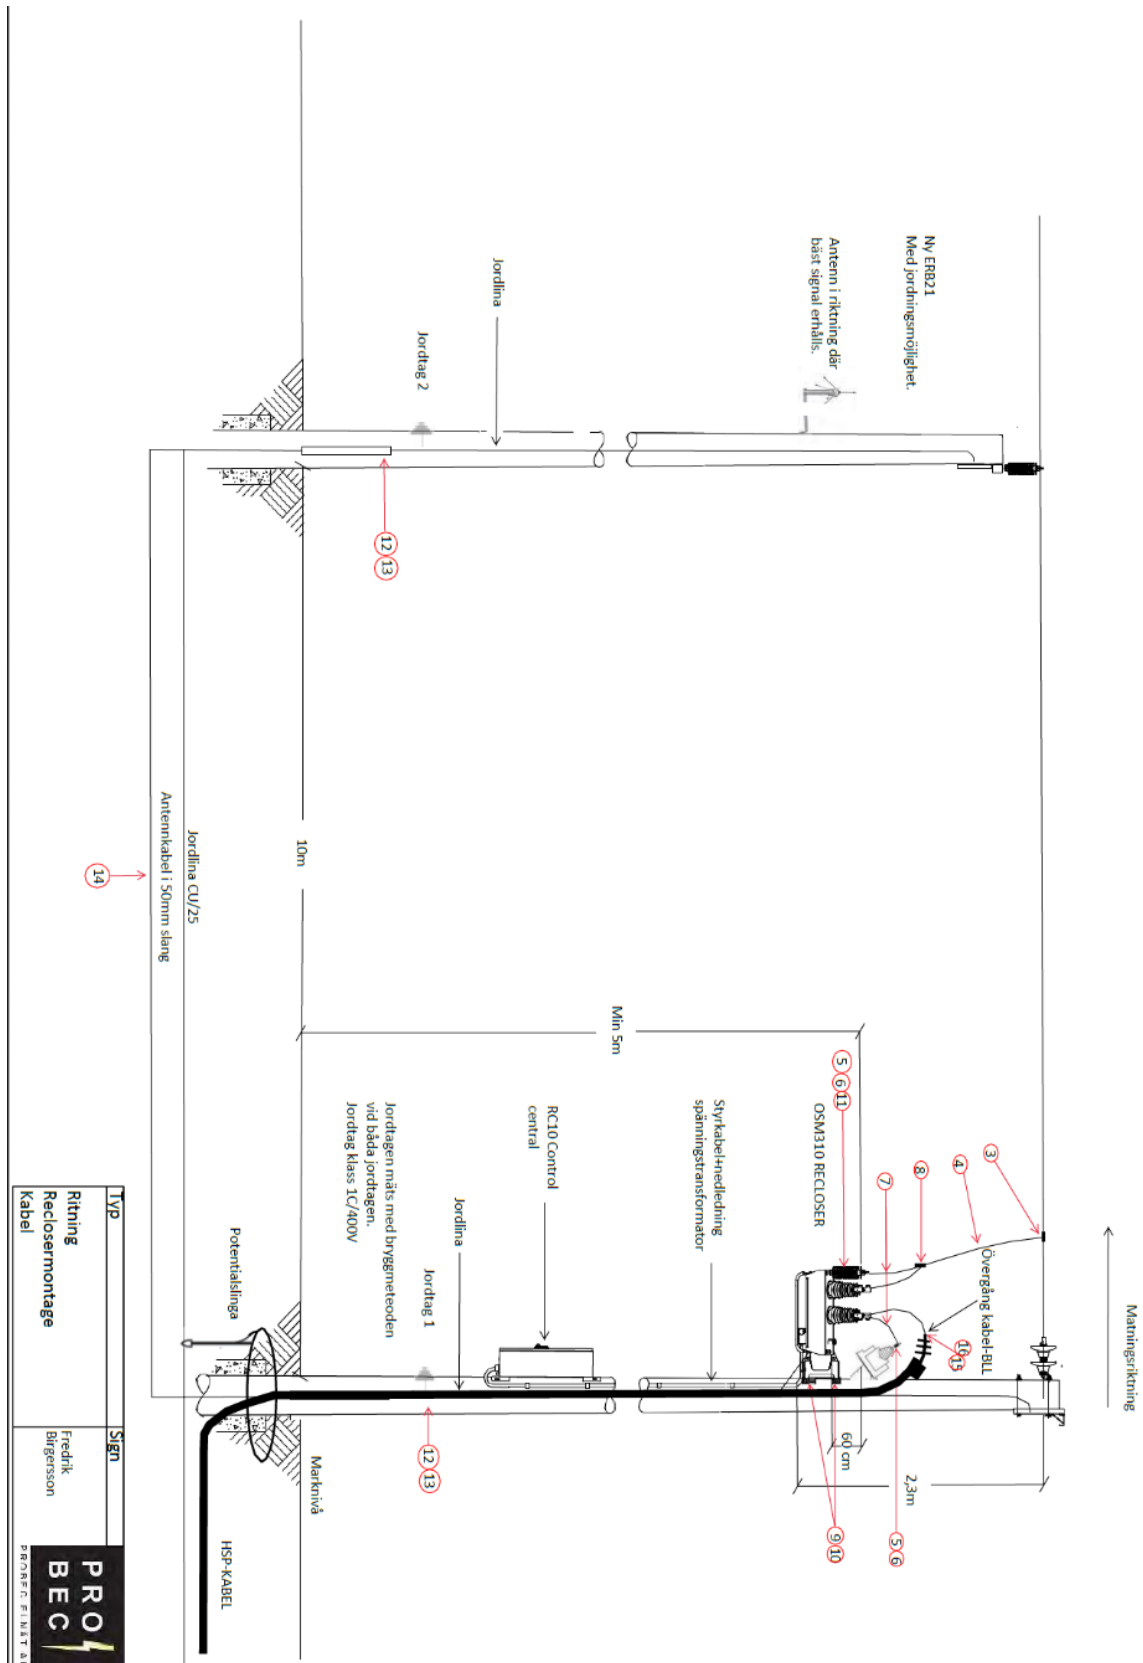 Matningsriktning
Ny ERB21
Med jordningsmöjlighet.
Antenn i riktning där
bäst signal erhålls.
Jordlina
Jordtag 2
12 13
10m
Min 5m
3
4
8
7
5 6 11
OSM310 RECLOSER
Övergång kabel-BLL
16 15
Styrkabel+nedledning
spänningstransformator
RC10 Control
central
Jordlina
Jordtagen mäts med bryggmeteoden
vid båda jordtagen.
Jordtag klass 1C/400V
Jordtag 1
60 cm
2,3m
5 6
9 10
12 13
Marknivå
Potentialslinga
HSP-KABEL
Jordlina CU/25
Antennkabel i 50mm slang
14
Typ
Ritning
Reclosermontage
Kabel
Sign
Fredrik
Birgersson
PRO
BEC
PROBEC ELNÄT